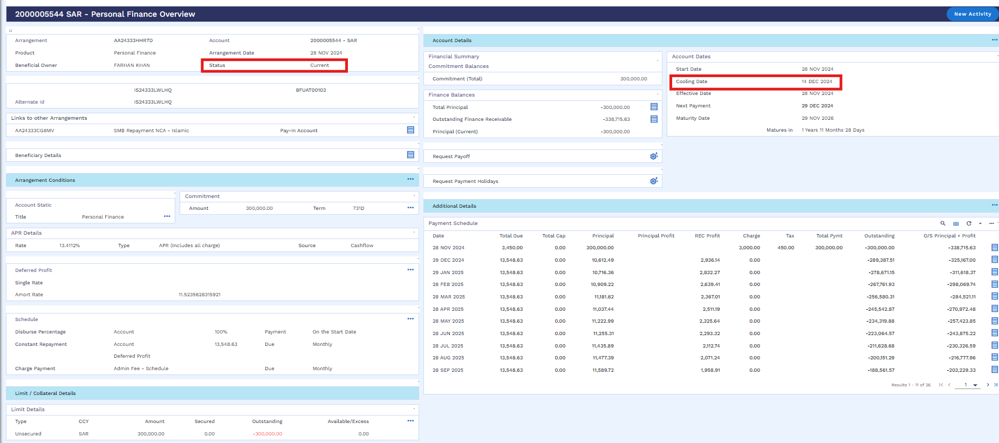 2000005544 SAR - Personal Finance Overview
New Activity
Arrangement AA24333HHR7D Account 2000005544 - SAR
Product Personal Finance Arrangement Date 28 NOV 2024
Beneficial Owner FARHAN KHAN Status Current
IS24333LWLHQ BFUAT00103
Alternate Id IS24333LWLHQ
Links to other Arrangements
AA24333CG8MV SMB Repayment NCA - Islamic Pay-In Account
Beneficiary Details
Arrangement Conditions
Account Static
Title Personal Finance
Commitment
Amount 300,000.00 Term 731D
APR Details
Rate 13.4112% Type APR (Includes all charge) Source Cashflow
Deferred Profit
Single Rate
Amort Rate 11.5235628315921
Schedule
Disburse Percentage Account 100% Payment On the Start Date
Constant Repayment Account 13,548.63 Due Monthly
Deferred Profit
Charge Payment Admin Fee - Schedule Due Monthly
Limit / Collateral Details
Limit Details
Type CCY Amount Secured Outstanding Available/Excess
Unsecured SAR 300,000.00 0.00 -300,000.00 0.00
Account Details
Financial Summary
Commitment Balances
Commitment (Total) 300,000.00
Finance Balances
Total Principal -300,000.00
Outstanding Finance Receivable -338,715.63
Principal (Current) -300,000.00
Request Payoff
Request Payment Holidays
Account Dates
Start Date 28 NOV 2024
Cooling Date 14 DEC 2024
Effective Date 28 NOV 2024
Next Payment 29 DEC 2024
Maturity Date 29 NOV 2026
Matures in 1 Years 11 Months 28 Days
Additional Details
Payment Schedule
Date Total Due Total Cap Principal Principal Profit REC Profit Charge Tax Total Pymt Outstanding O/S Principal + Profit
28 NOV 2024 3,450.00 0.00 300,000.00 3,000.00 450.00 300,000.00 -300,000.00 -338,715.63
29 DEC 2024 13,548.63 0.00 10,612.49 2,936.14 0.00 -289,387.51 -325,167.00
29 JAN 2025 13,548.63 0.00 10,716.36 2,832.27 0.00 -278,671.15 -311,618.37
28 FEB 2025 13,548.63 0.00 10,909.22 2,639.41 0.00 -267,761.93 -298,069.74
28 MAR 2025 13,548.63 0.00 11,181.62 2,367.01 0.00 -256,580.31 -284,521.11
28 APR 2025 13,548.63 0.00 11,037.44 2,511.19 0.00 -245,542.87 -270,972.48
28 MAY 2025 13,548.63 0.00 11,222.99 2,325.64 0.00 -234,319.88 -257,423.85
28 JUN 2025 13,548.63 0.00 11,255.31 2,293.32 0.00 -223,064.57 -243,875.22
28 JUL 2025 13,548.63 0.00 11,435.89 2,112.74 0.00 -211,628.68 -230,326.59
28 AUG 2025 13,548.63 0.00 11,477.39 2,071.24 0.00 -200,151.29 -216,777.96
28 SEP 2025 13,548.63 0.00 11,589.72 1,958.91 0.00 -188,561.57 -203,229.33
Results 1 - 11 of 26 1